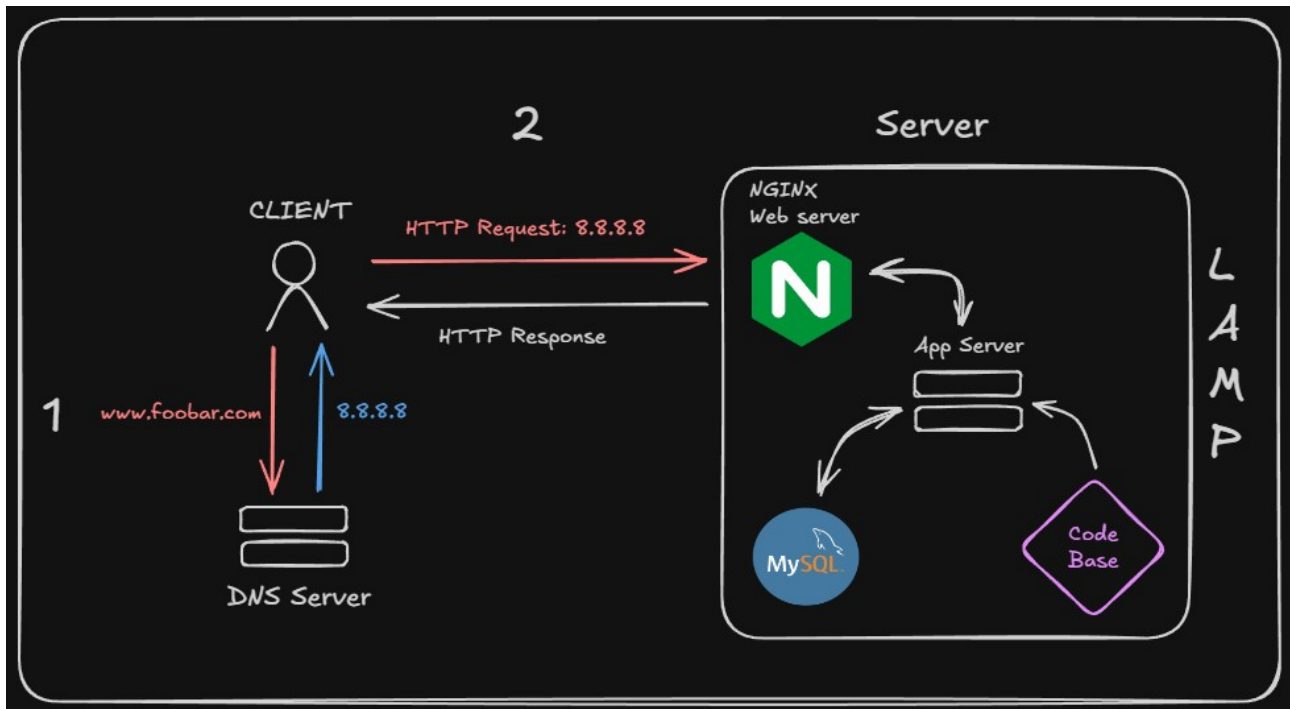 2
Server
CLIENT
HTTP Request: 8.8.8.8
HTTP Response
NGINX
Web server
N
App Server
L
A
M
P
1
www.foobar.com
8.8.8.8
DNS Server
MySQL
Code
Base